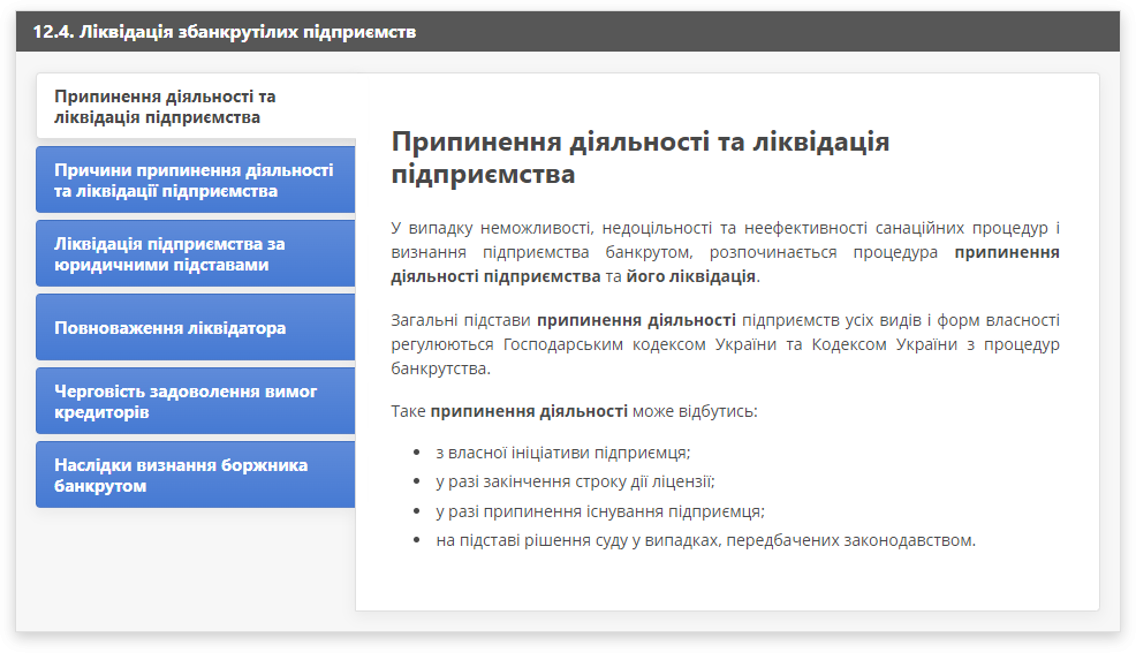 12.4. Ліквідація збанкрутілих підприємств
Припинення діяльності та
ліквідація підприємства
Причини припинення діяльності
та ліквідації підприємства
Ліквідація підприємства за
юридичними підставами
Повноваження ліквідатора
Черговість задоволення вимог
кредиторів
Наслідки визнання боржника
банкрутом
Припинення діяльності та ліквідація
підприємства
У випадку неможливості, недоцільності та неефективності санаційних процедур і
визнання підприємства банкрутом, розпочинається процедура припинення
діяльності підприємства та його ліквідація.
Загальні підстави припинення діяльності підприємств усіх видів і форм власності
регулюються Господарським кодексом України та Кодексом України з процедур
банкрутства.
Таке припинення діяльності може відбутись:
• з власної ініціативи підприємця;
• у разі закінчення строку дії ліцензії;
• у разі припинення існування підприємця;
• на підставі рішення суду у випадках, передбачених законодавством.